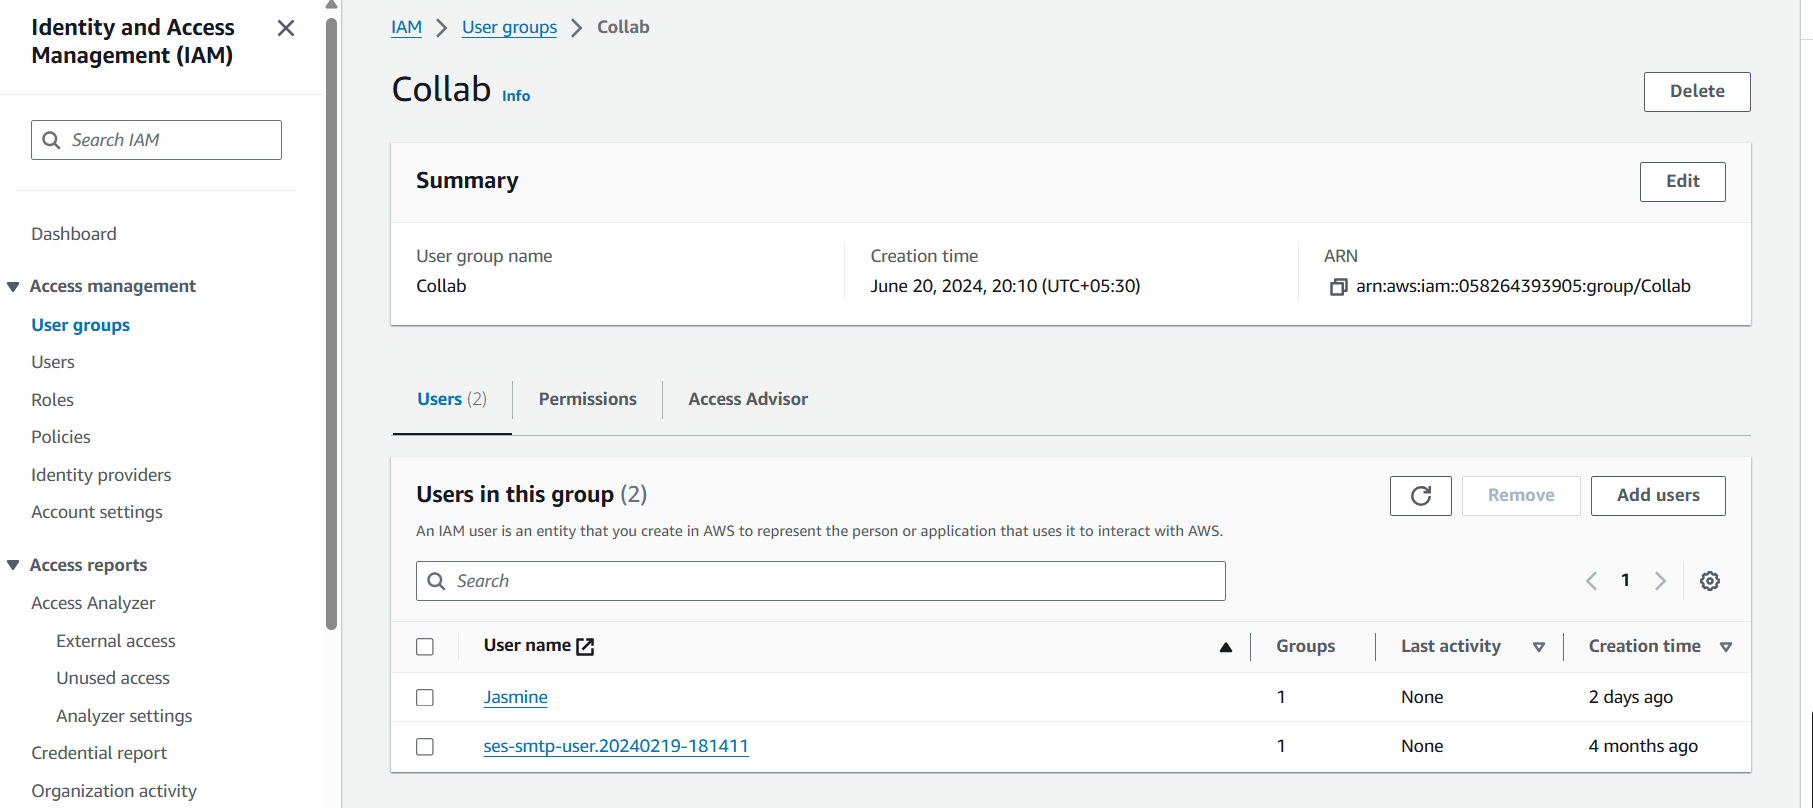 Identity and Access
Management (IAM)
Search IAM
Dashboard
Access management
User groups
Users
Roles
Policies
Identity providers
Account settings
Access reports
Access Analyzer
External access
Unused access
Analyzer settings
Credential report
Organization activity
IAM > User groups > Collab
Collab Info
Delete
Summary
Edit
User group name
Collab
Creation time
June 20, 2024, 20:10 (UTC+05:30)
ARN
arn:aws:iam::058264393905:group/Collab
Users (2) Permissions Access Advisor
Users in this group (2)
Remove Add users
An IAM user is an entity that you create in AWS to represent the person or application that uses it to interact with AWS.
Search
1
User name Groups Last activity Creation time
Jasmine 1 None 2 days ago
ses-smtp-user.20240219-181411 1 None 4 months ago